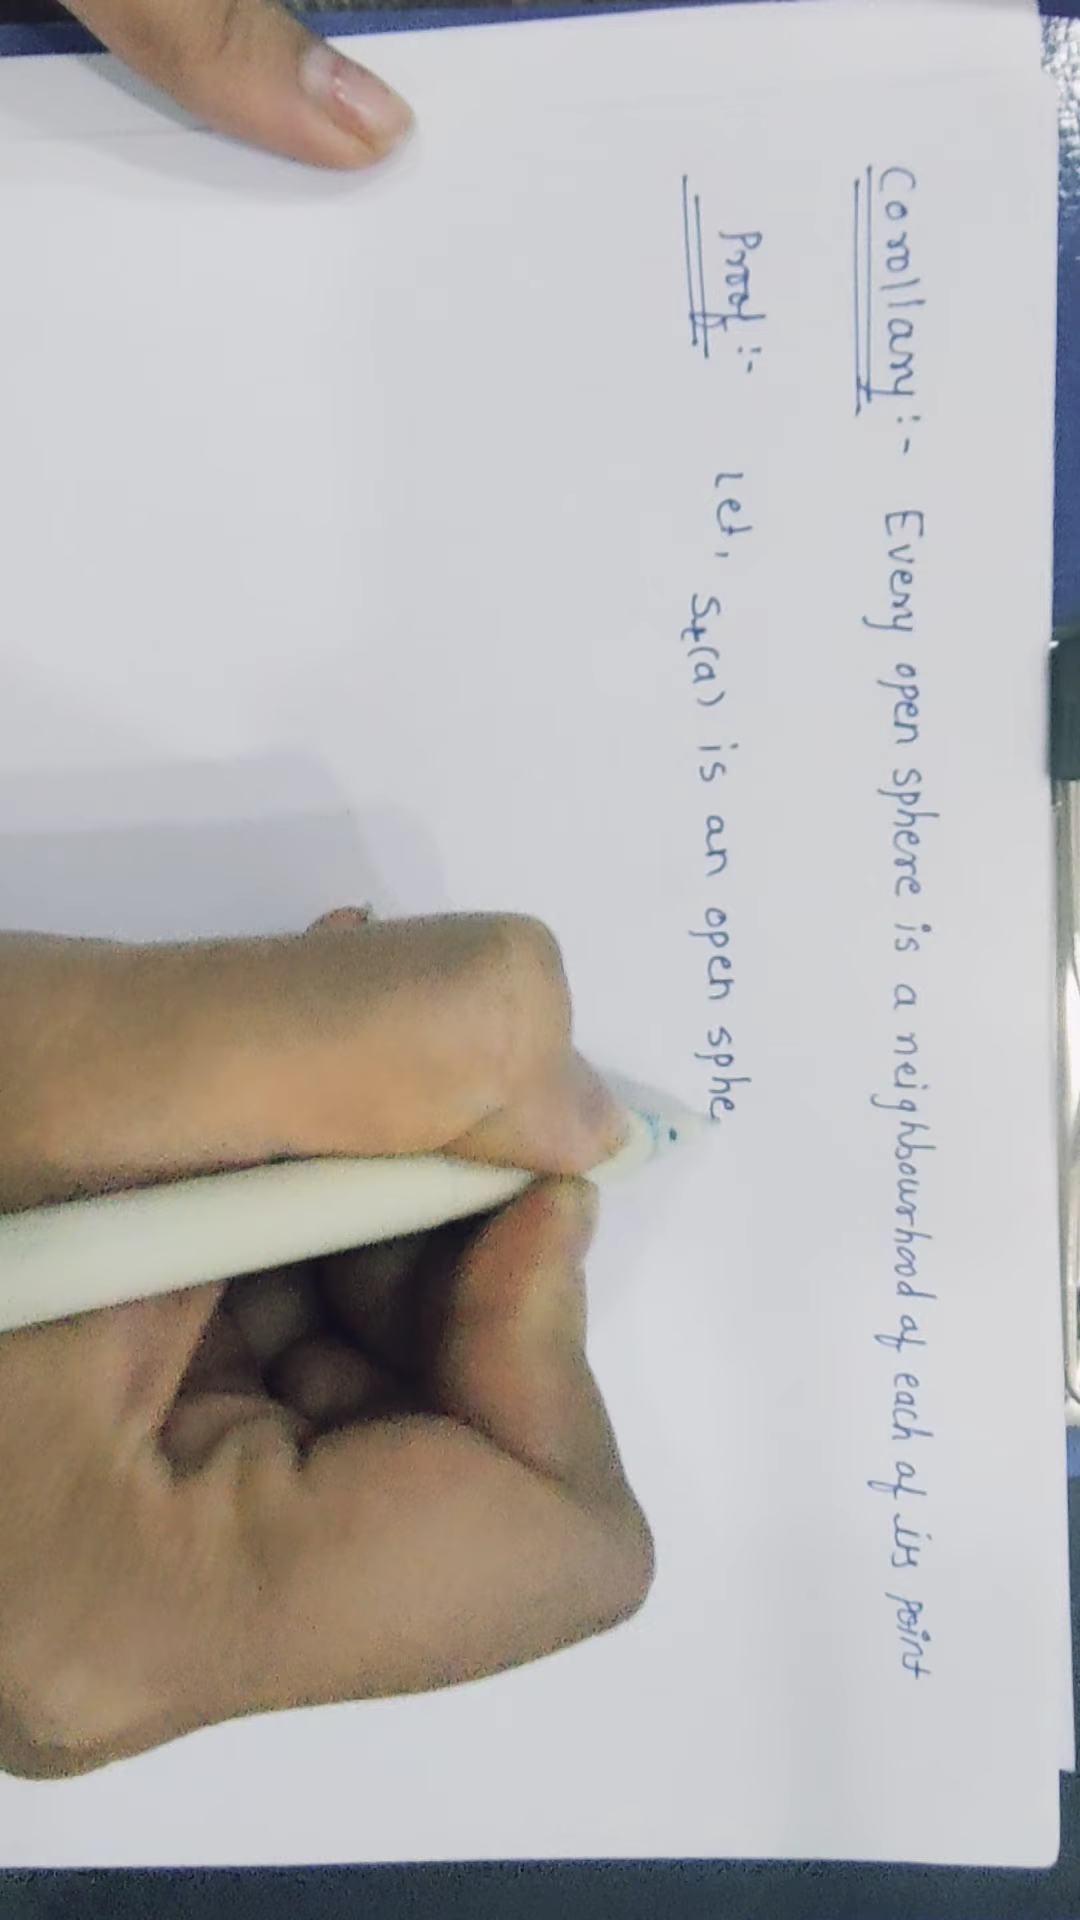 Corollary :- Every open sphere is a neighbourhood of each of its point
Proof :- Let, Sr(a) is an open sphe